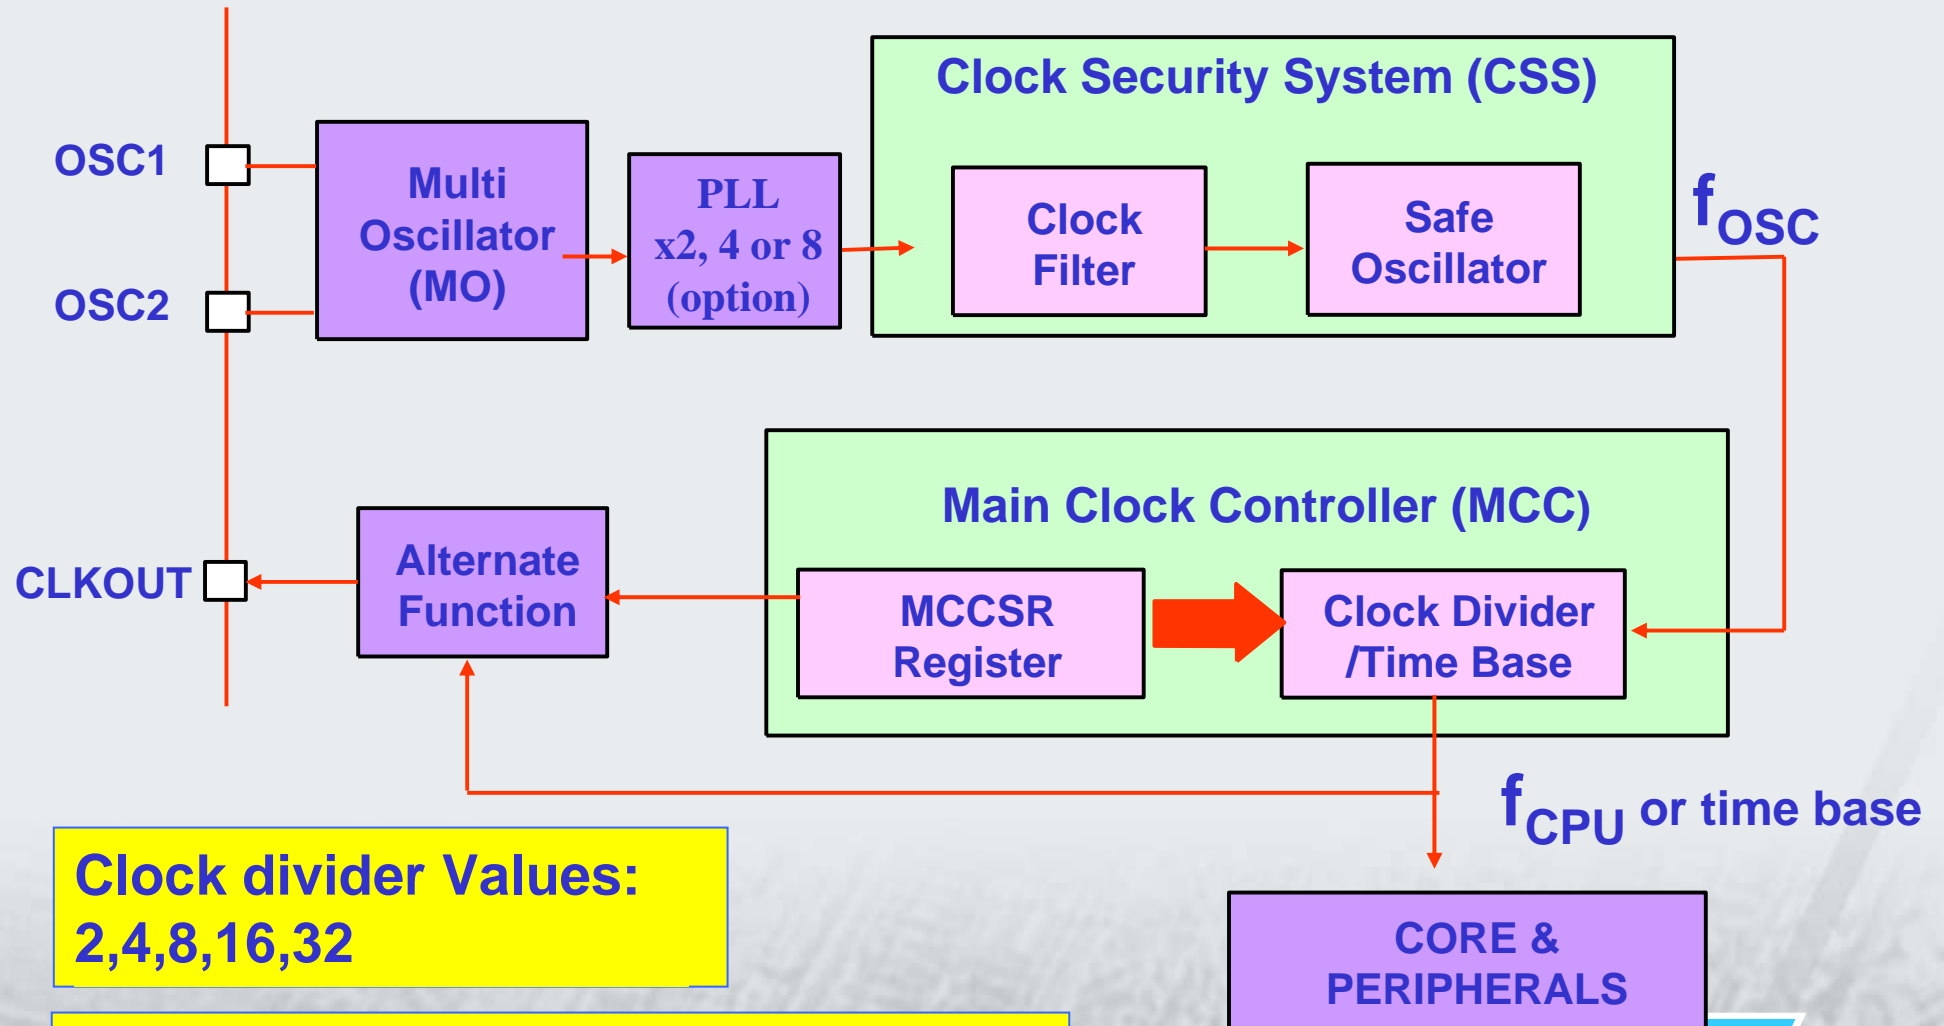 Clock Security System (CSS)
OSC1
OSC2
Multi
Oscillator
(MO)
PLL
x2, 4 or 8
(option)
Clock
Filter
Safe
Oscillator
fOSC
Main Clock Controller (MCC)
CLKOUT
Alternate
Function
MCCSR
Register
Clock Divider
/Time Base
fCPU or time base
Clock divider Values:
2,4,8,16,32
CORE &
PERIPHERALS